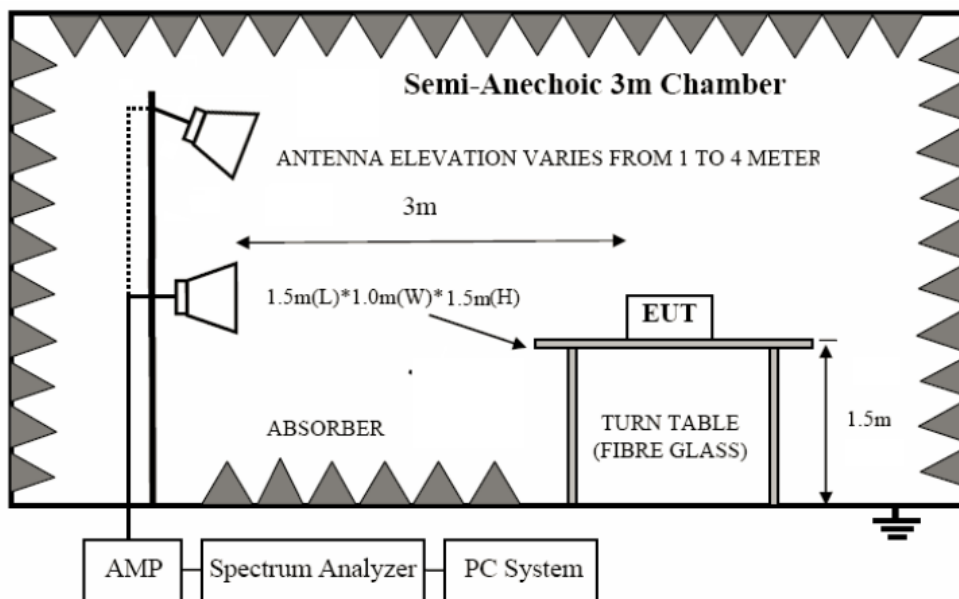 Semi-Anechoic 3m Chamber
ANTENNA ELEVATION VARIES FROM 1 TO 4 METER
3m
1.5m(L)*1.0m(W)*1.5m(H)
EUT
ABSORBER
TURN TABLE
(FIBRE GLASS)
1.5m
AMP
Spectrum Analyzer
PC System